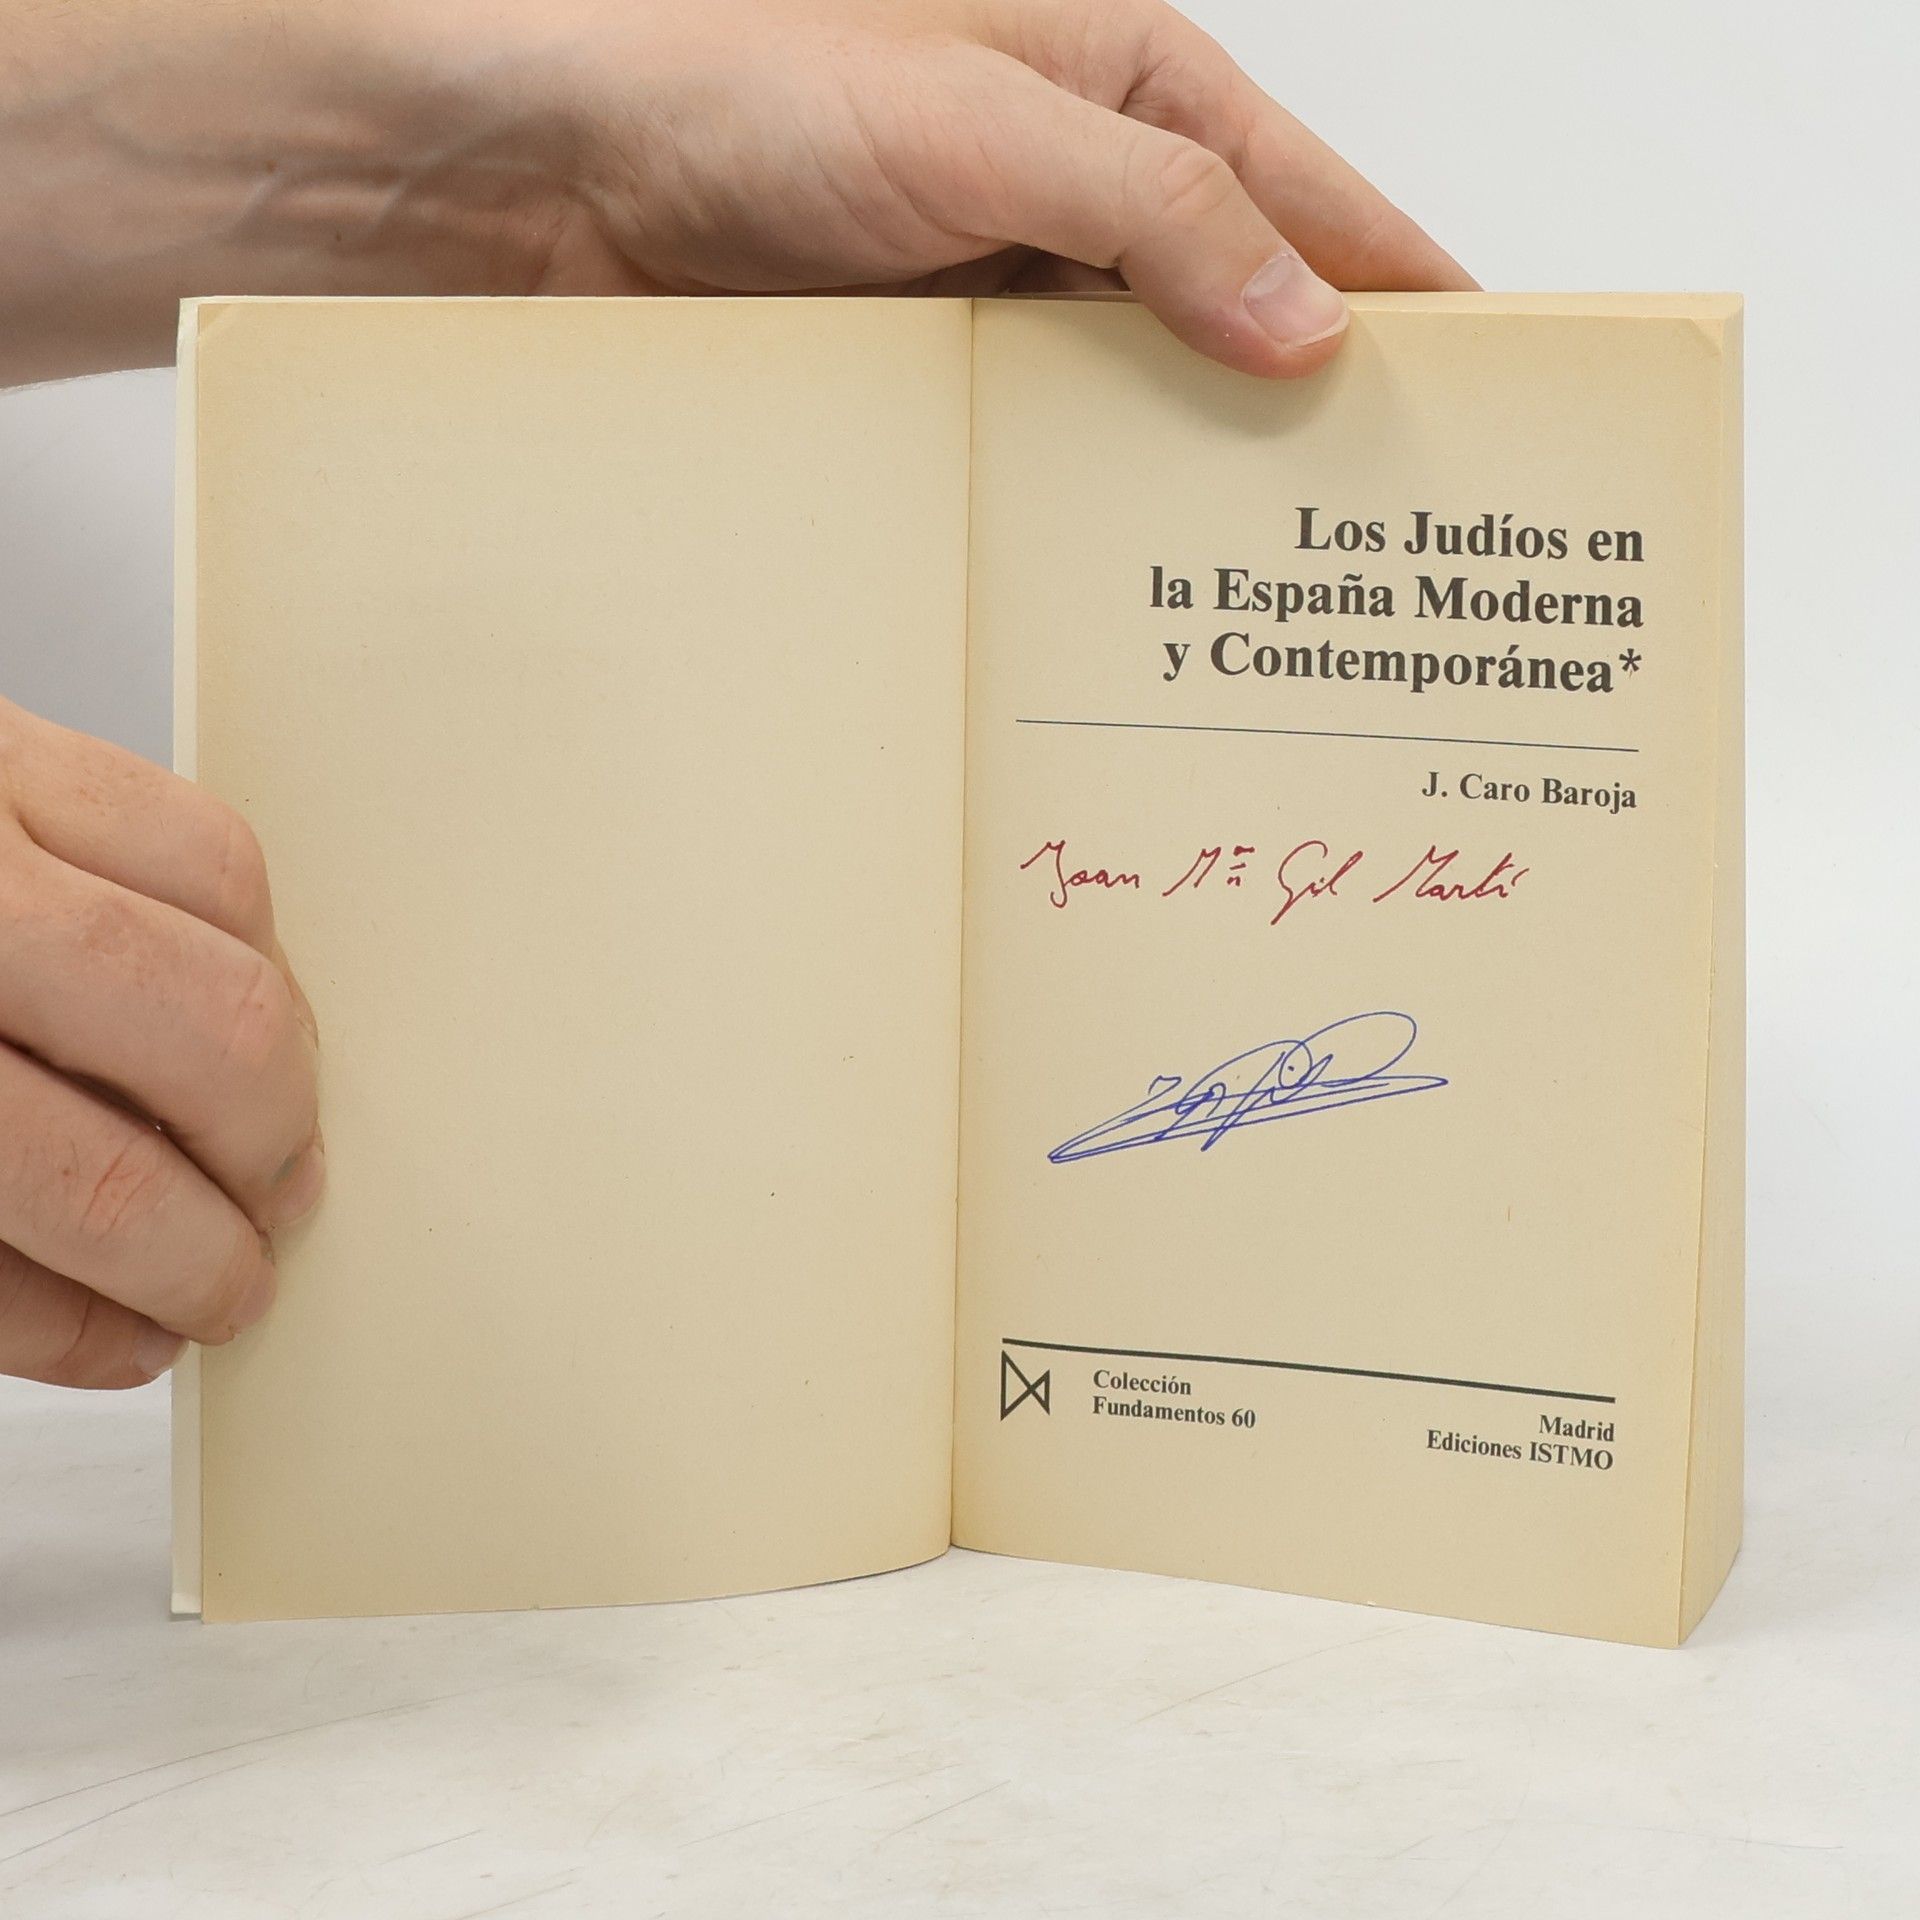 Los Judíos en
la España Moderna
y Contemporánea*
J. Caro Baroja
Joan Mª Gil Martí
Colección
Fundamentos 60
Madrid
Ediciones ISTMO